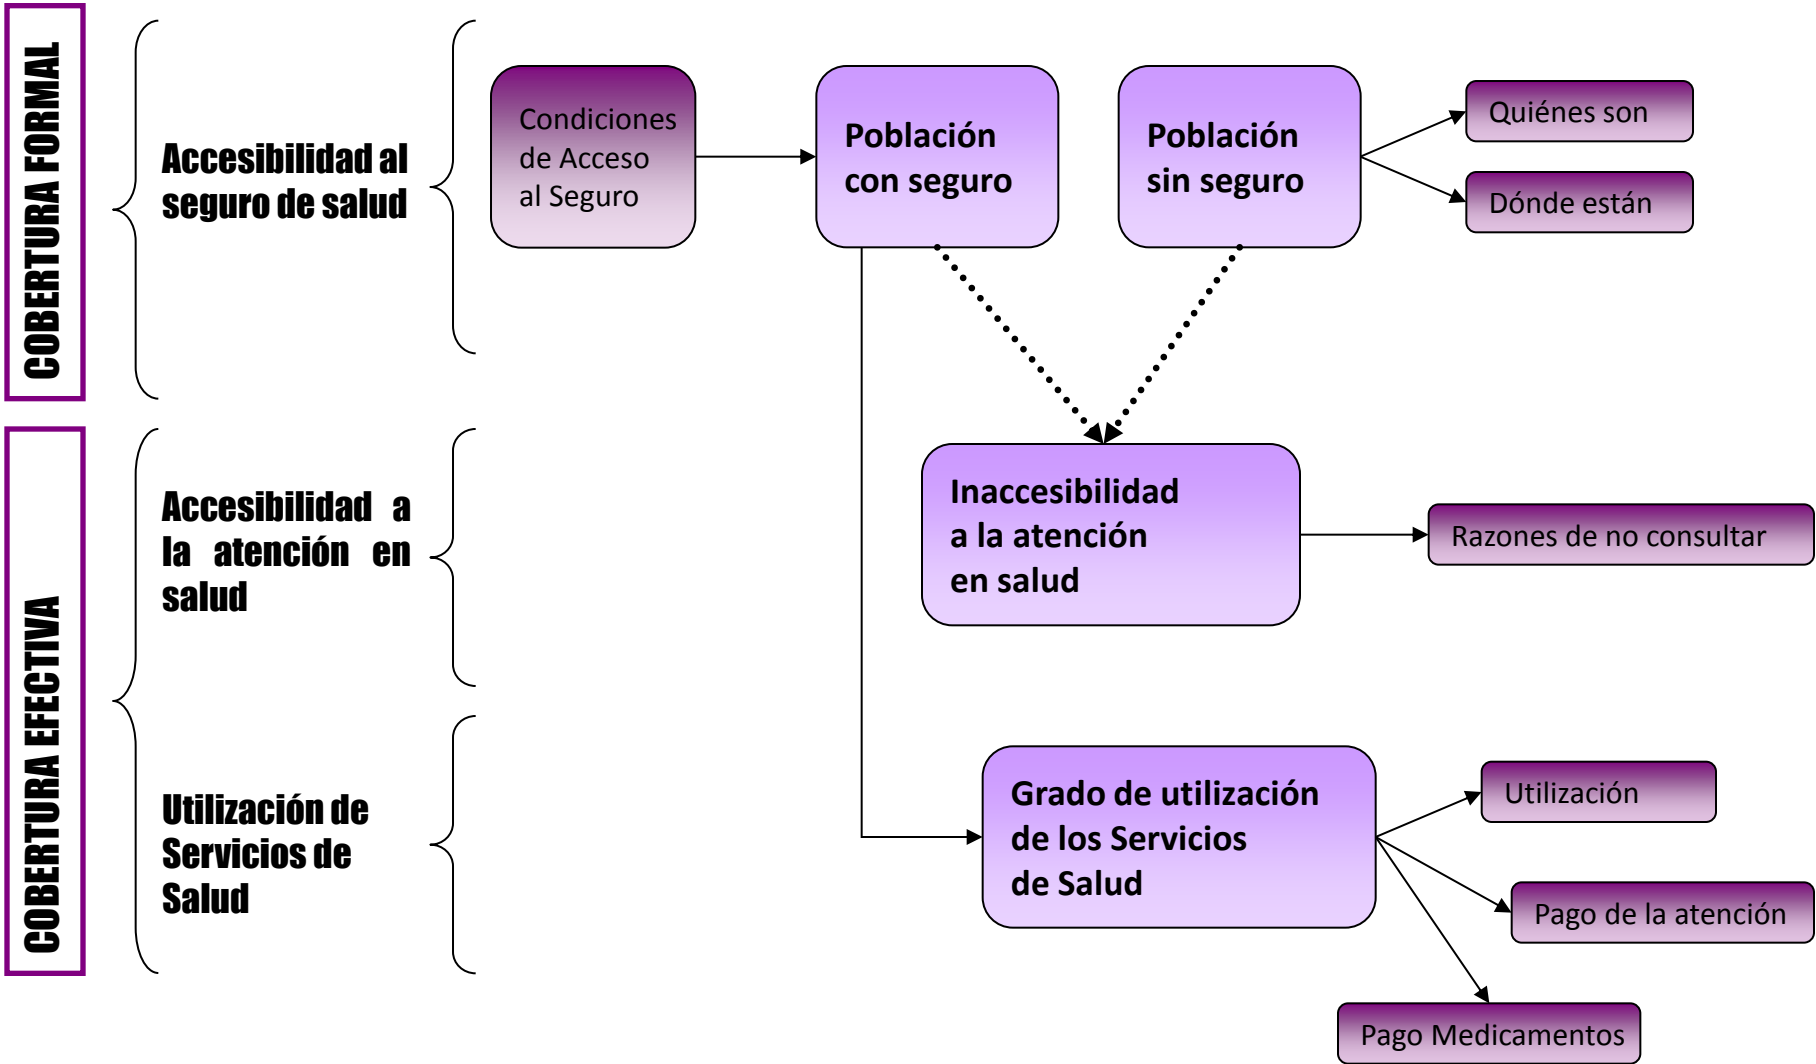 COBERTURA FORMAL
Accesibilidad al
seguro de salud
Condiciones
de Acceso
al Seguro
Población
con seguro
Población
sin seguro
Quiénes son
Dónde están
COBERTURA EFECTIVA
Accesibilidad a
la atención en
salud
Inaccesibilidad
a la atención
en salud
Razones de no consultar
Utilización de
Servicios de
Salud
Grado de utilización
de los Servicios
de Salud
Utilización
Pago de la atención
Pago Medicamentos